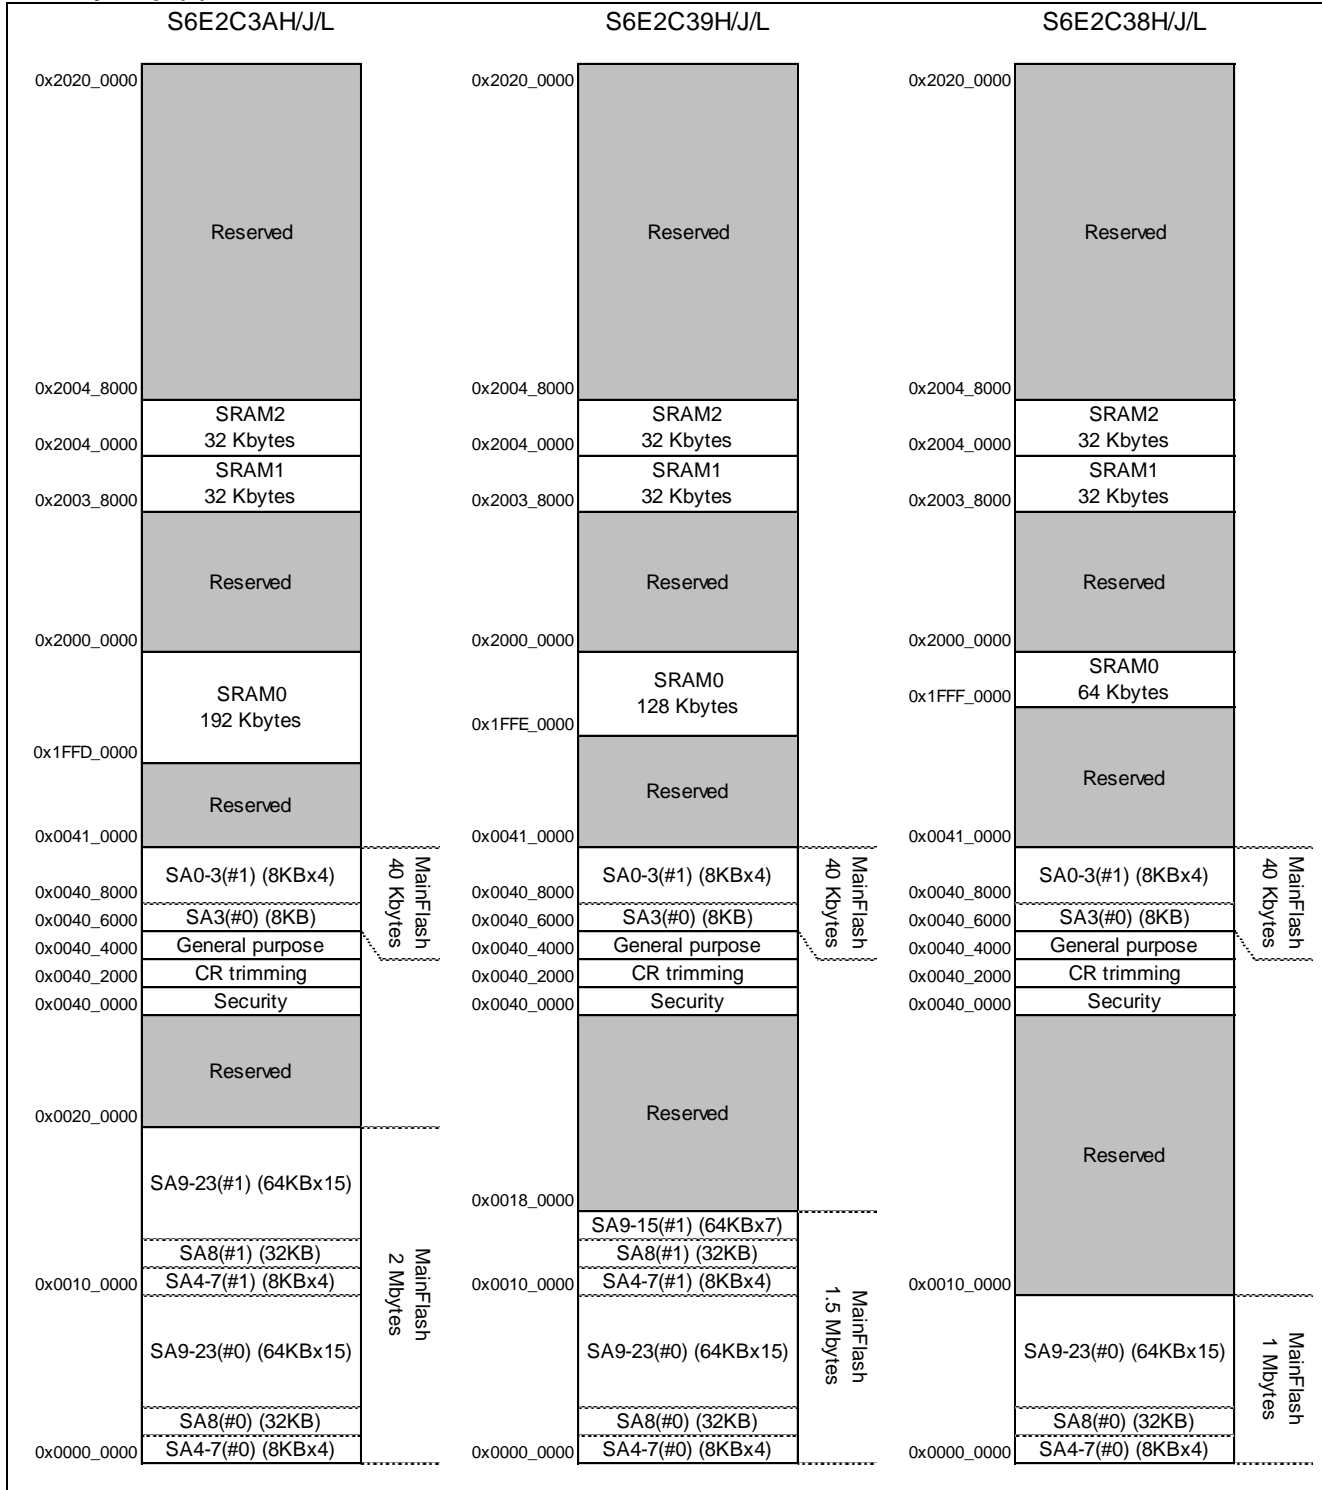 S6E2C3AH/J/L
0x2020_0000
Reserved
0x2004_8000
SRAM2
32 Kbytes
0x2004_0000
SRAM1
32 Kbytes
0x2003_8000
Reserved
0x2000_0000
SRAM0
192 Kbytes
0x1FFD_0000
Reserved
0x0041_0000
SA0-3(#1) (8KBx4)
0x0040_8000
SA3(#0) (8KB)
0x0040_6000
General purpose
0x0040_4000
CR trimming
0x0040_2000
Security
0x0040_0000
MainFlash
40 Kbytes
Reserved
0x0020_0000
SA9-23(#1) (64KBx15)
SA8(#1) (32KB)
SA4-7(#1) (8KBx4)
0x0010_0000
SA9-23(#0) (64KBx15)
SA8(#0) (32KB)
SA4-7(#0) (8KBx4)
0x0000_0000
MainFlash
2 Mbytes
S6E2C39H/J/L
0x2020_0000
Reserved
0x2004_8000
SRAM2
32 Kbytes
0x2004_0000
SRAM1
32 Kbytes
0x2003_8000
Reserved
0x2000_0000
SRAM0
128 Kbytes
0x1FFE_0000
Reserved
0x0041_0000
SA0-3(#1) (8KBx4)
0x0040_8000
SA3(#0) (8KB)
0x0040_6000
General purpose
0x0040_4000
CR trimming
0x0040_2000
Security
0x0040_0000
MainFlash
40 Kbytes
Reserved
0x0018_0000
SA9-15(#1) (64KBx7)
SA8(#1) (32KB)
SA4-7(#1) (8KBx4)
0x0010_0000
SA9-23(#0) (64KBx15)
SA8(#0) (32KB)
SA4-7(#0) (8KBx4)
0x0000_0000
MainFlash
1.5 Mbytes
S6E2C38H/J/L
0x2020_0000
Reserved
0x2004_8000
SRAM2
32 Kbytes
0x2004_0000
SRAM1
32 Kbytes
0x2003_8000
Reserved
0x2000_0000
SRAM0
64 Kbytes
0x1FFF_0000
Reserved
0x0041_0000
SA0-3(#1) (8KBx4)
0x0040_8000
SA3(#0) (8KB)
0x0040_6000
General purpose
0x0040_4000
CR trimming
0x0040_2000
Security
0x0040_0000
MainFlash
40 Kbytes
Reserved
0x0010_0000
SA9-23(#0) (64KBx15)
SA8(#0) (32KB)
SA4-7(#0) (8KBx4)
0x0000_0000
MainFlash
1 Mbytes